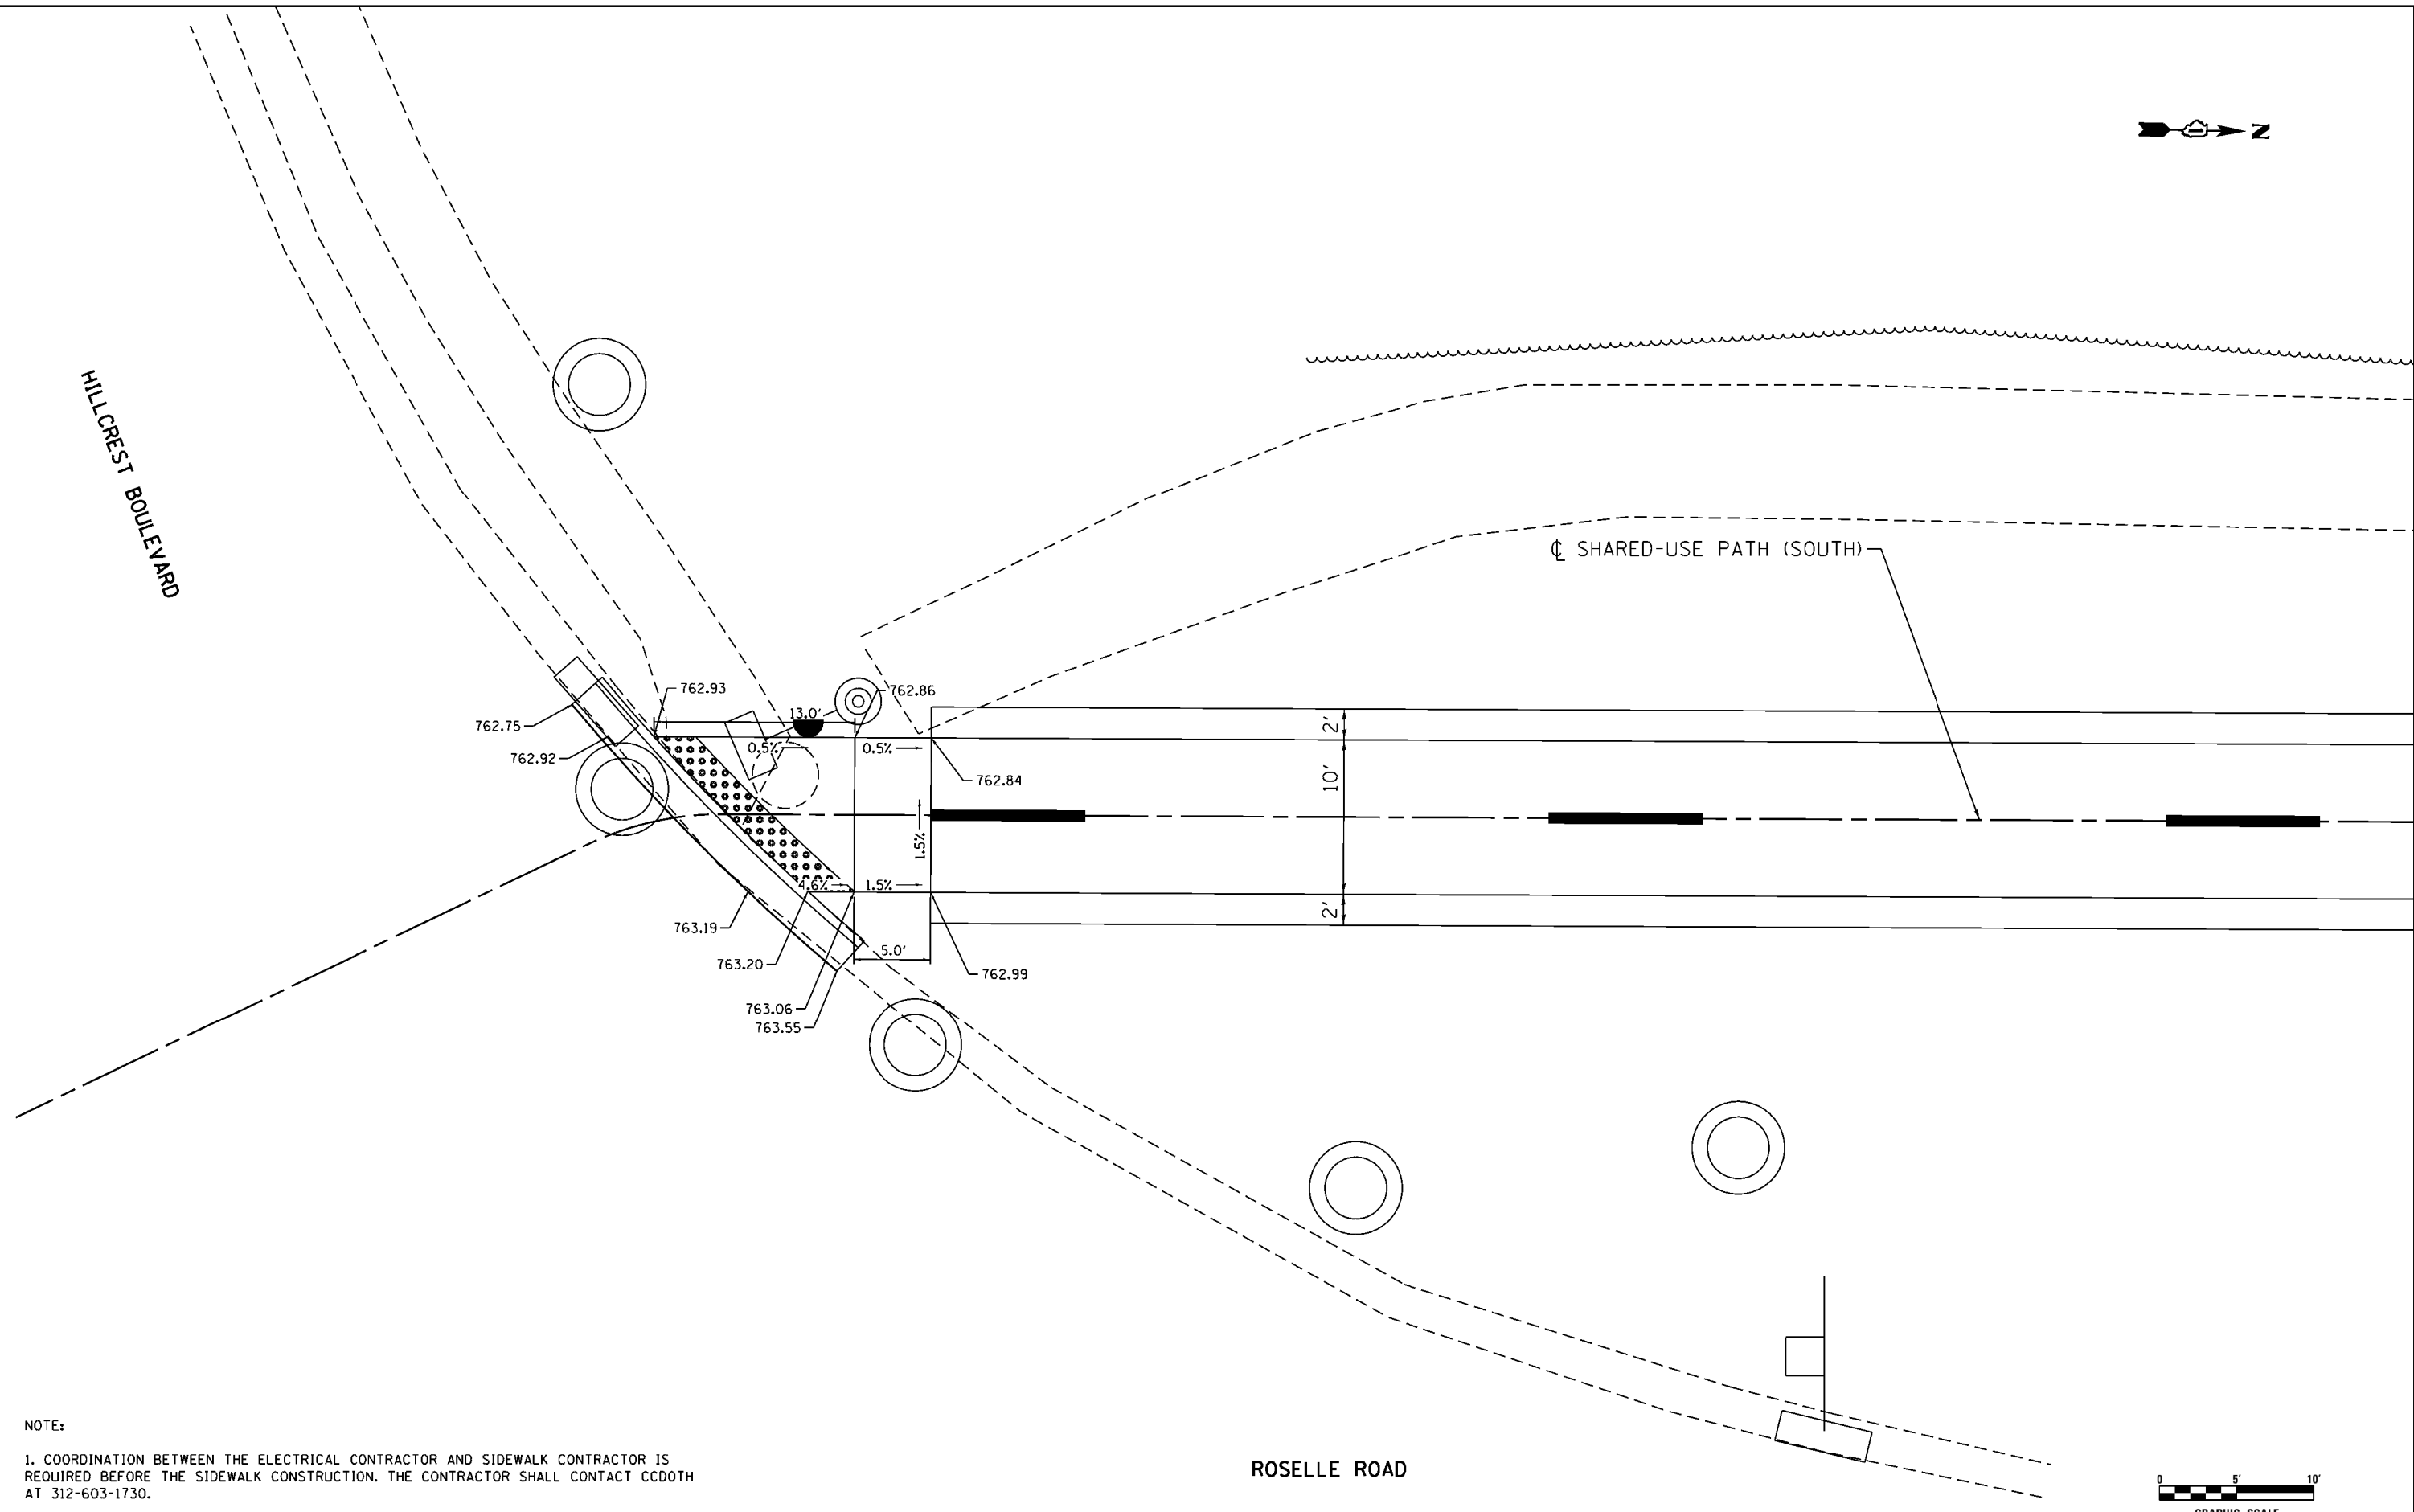 N
HILLCREST BOULEVARD
℄ SHARED-USE PATH (SOUTH)
762.93
762.86
762.75
13.0'
2'
762.92
0.5%
0.5%
762.84
10'
1.5%
4.6%
1.5%
2'
763.19
5.0'
763.20
762.99
763.06
763.55
NOTE:
1. COORDINATION BETWEEN THE ELECTRICAL CONTRACTOR AND SIDEWALK CONTRACTOR IS
REQUIRED BEFORE THE SIDEWALK CONSTRUCTION. THE CONTRACTOR SHALL CONTACT CCDOTH
AT 312-603-1730.
ROSELLE ROAD
0 5' 10'